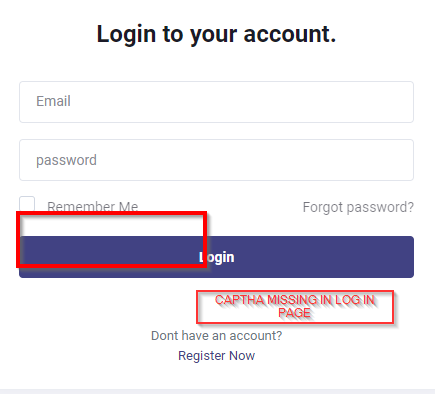 Login to your account.
Email
password
Remember Me
Forgot password?
Login
CAPTHA MISSING IN LOG IN
PAGE
Dont have an account?
Register Now